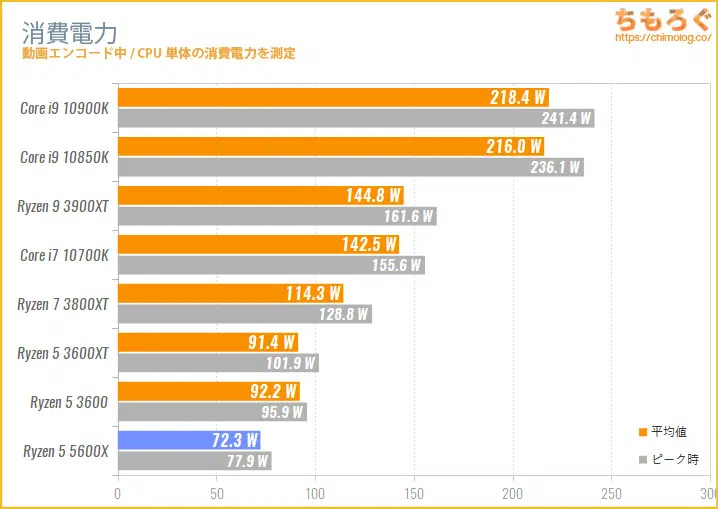 消費電力
動画エンコード中 / CPU 単体の消費電力を測定
ちもろぐ
https://chimolog.co/
Core i9 10900K
218.4 W
241.4 W
Core i9 10850K
216.0 W
236.1 W
Ryzen 9 3900XT
144.8 W
161.6 W
Core i7 10700K
142.5 W
155.6 W
Ryzen 7 3800XT
114.3 W
128.8 W
Ryzen 5 3600XT
91.4 W
101.9 W
Ryzen 5 3600
92.2 W
95.9 W
Ryzen 5 5600X
72.3 W
77.9 W
平均値
ピーク時
0 50 100 150 200 250 300